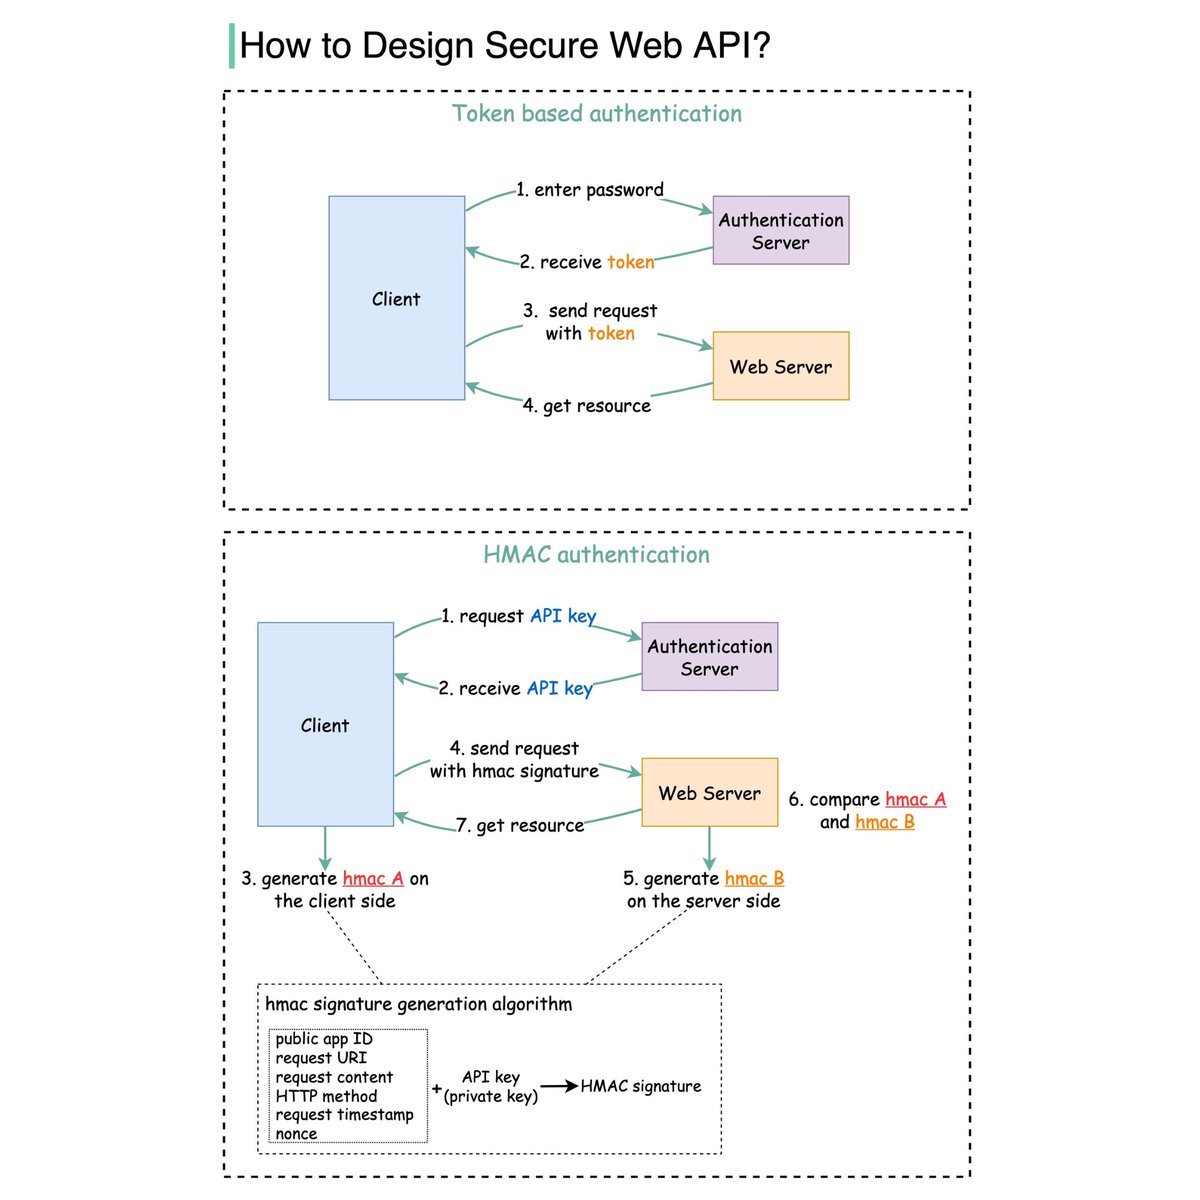 How to Design Secure Web API?
Token based authentication
1. enter password
Authentication
Server
2. receive token
Client
3. send request
with token
Web Server
4. get resource
HMAC authentication
1. request API key
Authentication
Server
2. receive API key
Client
4. send request
with hmac signature
Web Server
6. compare hmac A
and hmac B
7. get resource
3. generate hmac A on
the client side
5. generate hmac B
on the server side
hmac signature generation algorithm
public app ID
request URI
request content
HTTP method
request timestamp
nonce
+
API key
(private key)
HMAC signature